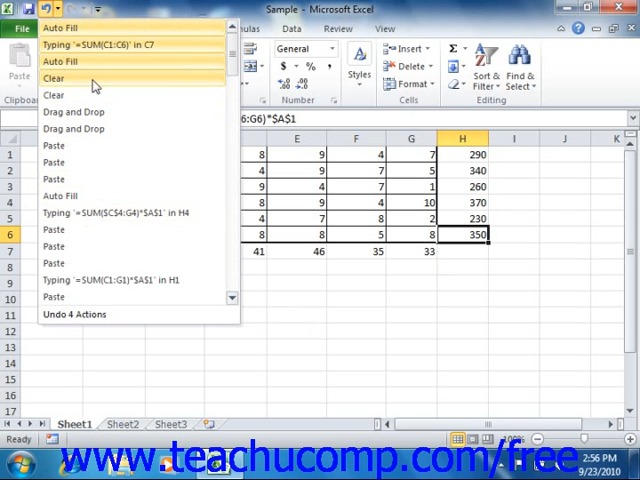 Sample - Microsoft Excel
File
nulas
Data
Auto Fill
Typing '=SUM(C1:C6)' in C7
Auto Fill
Clear
Clear
Drag and Drop
Drag and Drop
Paste
Paste
Paste
Auto Fill
Typing '=SUM($C$4:G4)*$A$1' in H4
Paste
Paste
Paste
Typing '=SUM(C1:G1)*$A$1' in H1
Paste
Undo 4 Actions
Paste
Clipboa
General
$ % ,
Number
Styles
Insert
Delete
Format
Cells
Σ
Sort &
Filter
Find &
Select
Editing
6:G6)*$A$1
E F G H I J K
1 8 9 4 7 290
2 4 9 7 5 340
3 9 4 7 1 260
4 8 9 4 10 370
5 4 7 8 2 230
6 8 8 5 8 350
7 41 46 35 33
8
9
10
11
12
13
14
15
16
17
Sheet1 Sheet2 Sheet3
Ready
100%
www.teachucomp.com/free
2:56 PM
9/23/2010